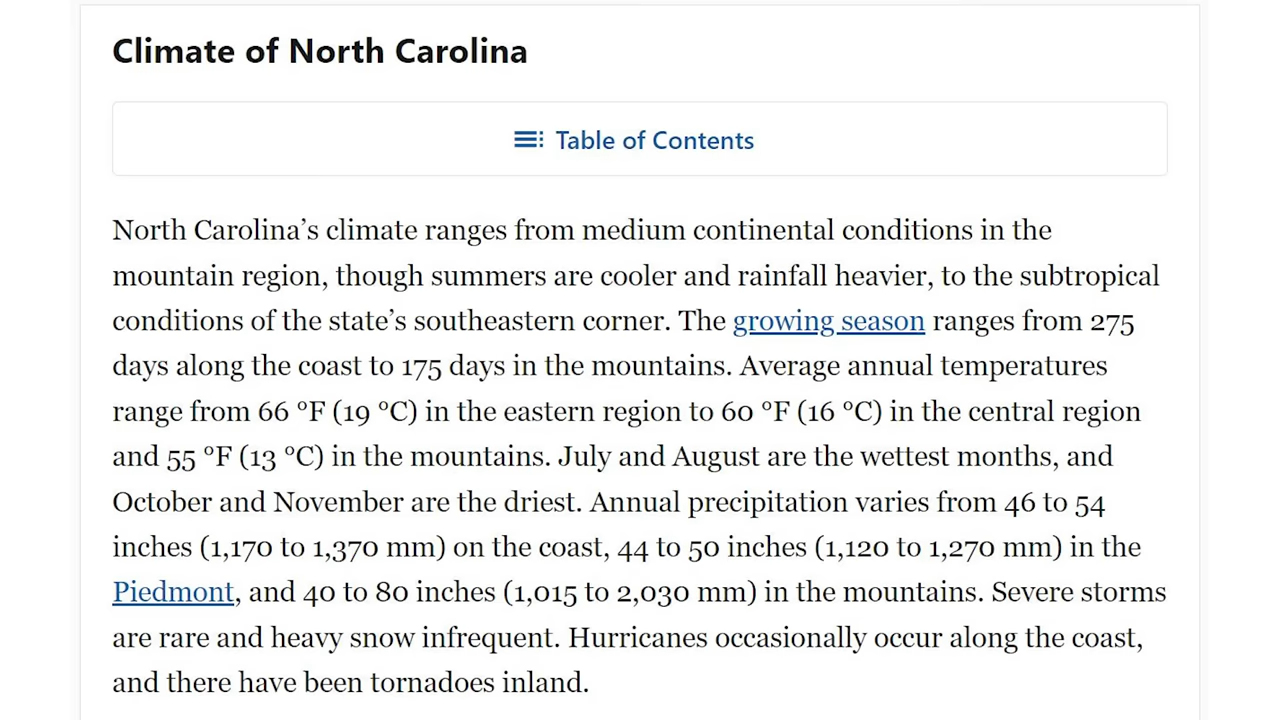 Climate of North Carolina
Table of Contents
North Carolina’s climate ranges from medium continental conditions in the
mountain region, though summers are cooler and rainfall heavier, to the subtropical
conditions of the state’s southeastern corner. The growing season ranges from 275
days along the coast to 175 days in the mountains. Average annual temperatures
range from 66 °F (19 °C) in the eastern region to 60 °F (16 °C) in the central region
and 55 °F (13 °C) in the mountains. July and August are the wettest months, and
October and November are the driest. Annual precipitation varies from 46 to 54
inches (1,170 to 1,370 mm) on the coast, 44 to 50 inches (1,120 to 1,270 mm) in the
Piedmont, and 40 to 80 inches (1,015 to 2,030 mm) in the mountains. Severe storms
are rare and heavy snow infrequent. Hurricanes occasionally occur along the coast,
and there have been tornadoes inland.